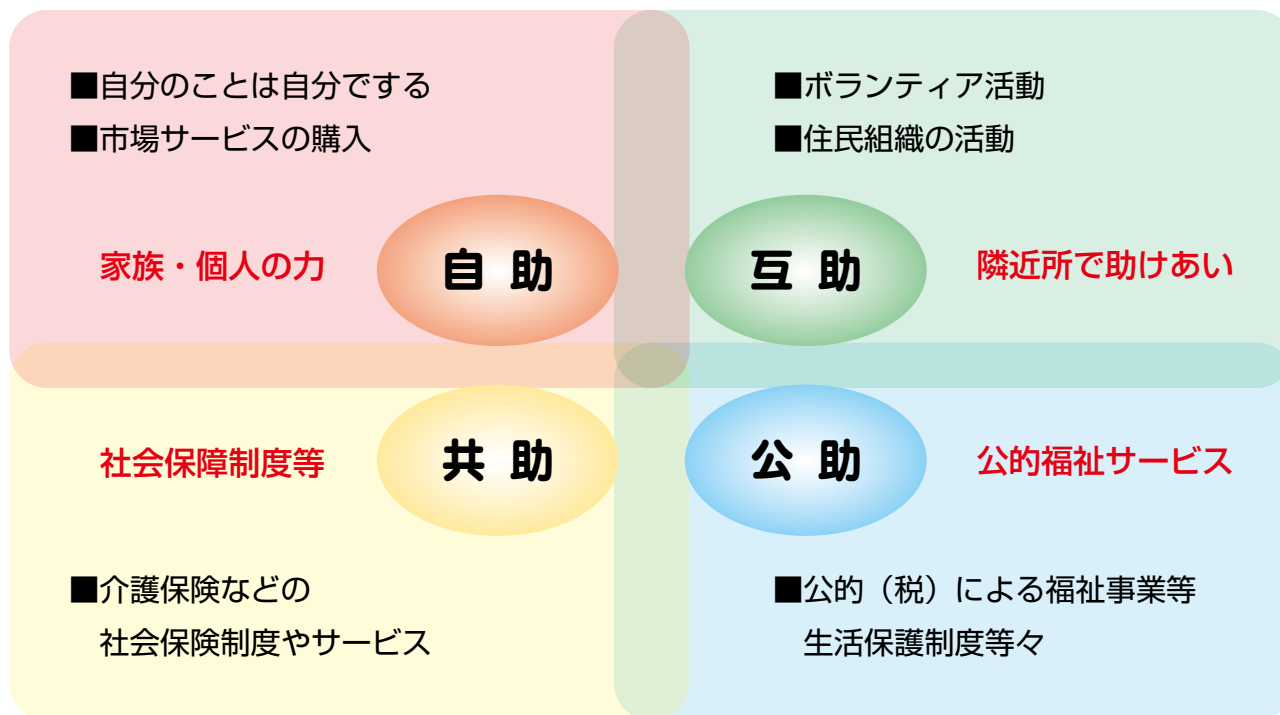 ■自分のことは自分でする
■市場サービスの購入
家族・個人の力
自助
■ボランティア活動
■住民組織の活動
互助
隣近所で助けあい
社会保障制度等
共助
■介護保険などの
社会保険制度やサービス
公助
公的福祉サービス
■公的（税）による福祉事業等
生活保護制度等々